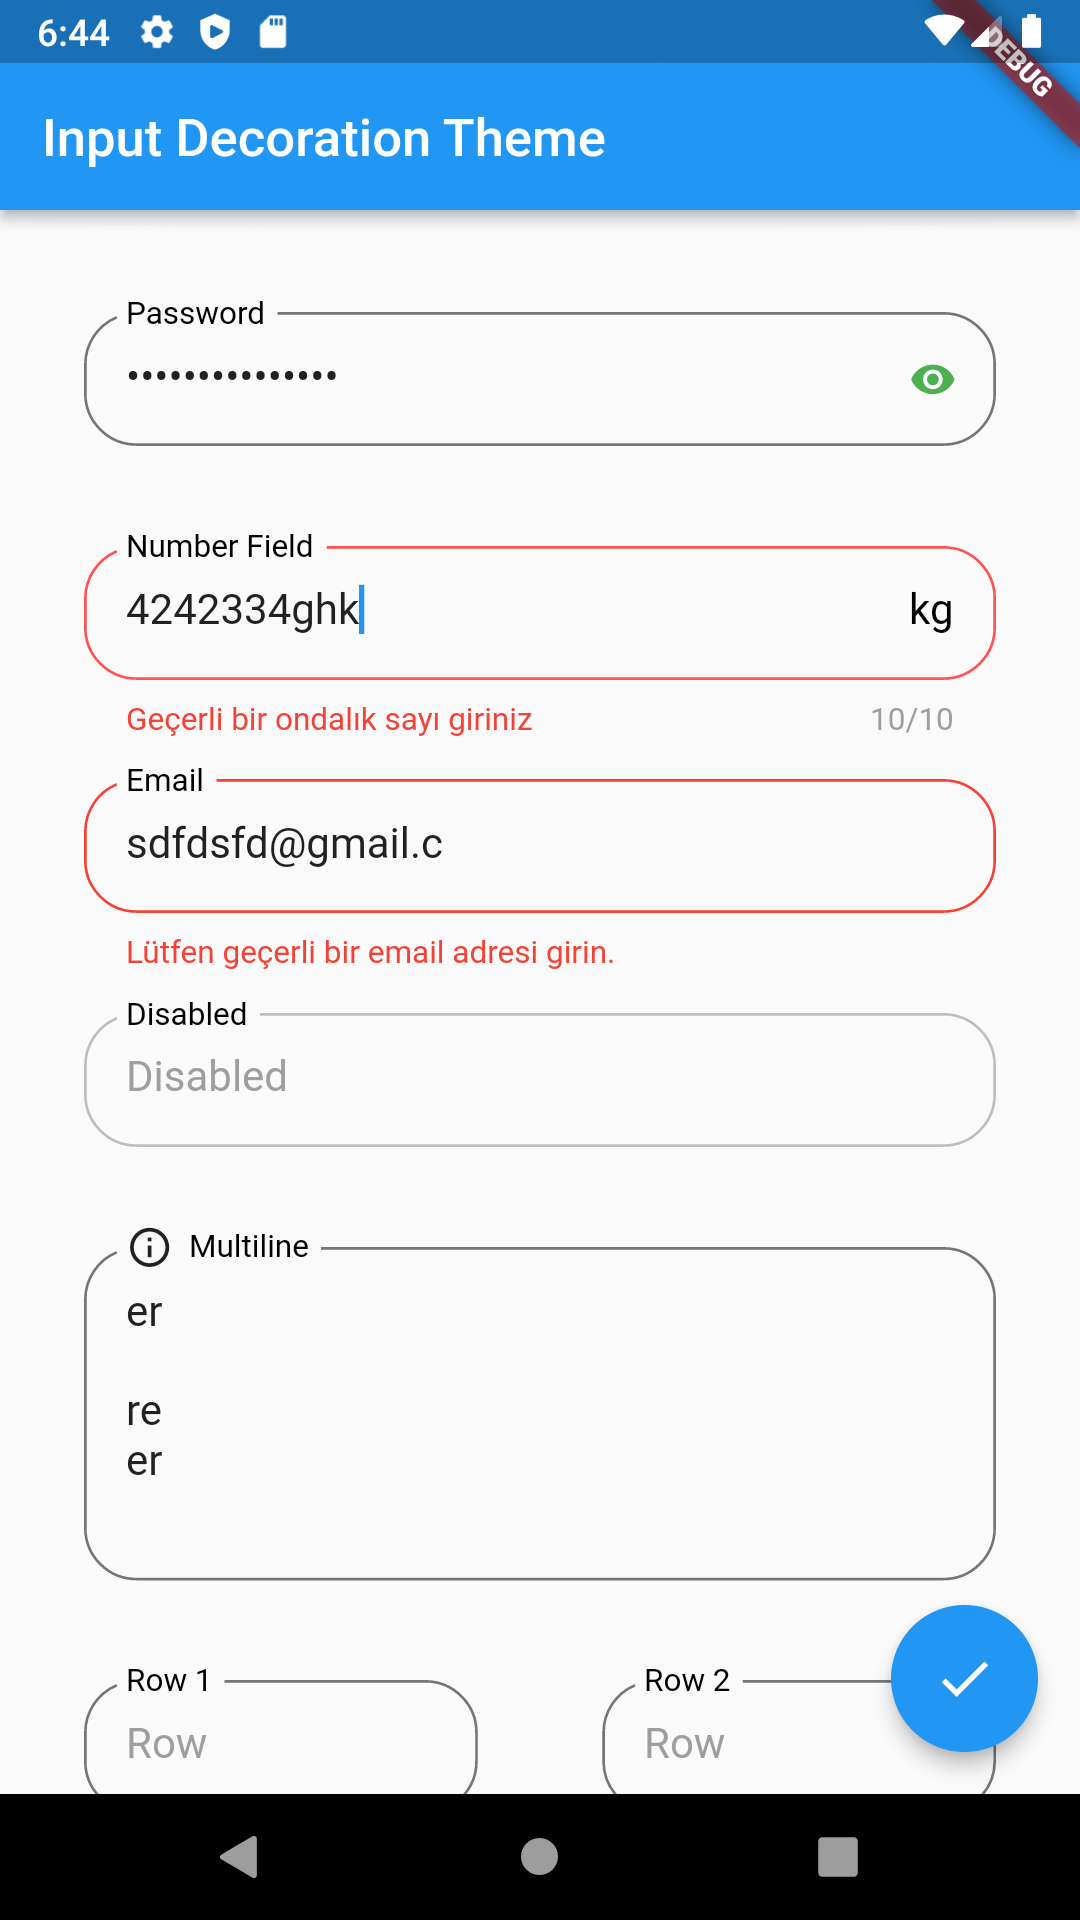 6:44
DEBUG
Input Decoration Theme
Password
•••••••••••••••
Number Field
4242334ghk
kg
Geçerli bir ondalık sayı giriniz
10/10
Email
sdfdsfd@gmail.c
Lütfen geçerli bir email adresi girin.
Disabled
Disabled
Multiline
er
re
er
Row 1
Row 2
Row
Row